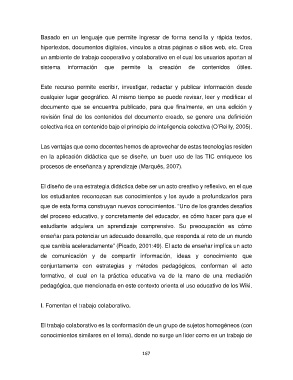 Basado en un lenguaje que permite ingresar de forma sencilla y rápida textos,
hipertextos, documentos digitales, vínculos a otras páginas o sitios web, etc. Crea
un ambiente de trabajo cooperativo y colaborativo en el cual los usuarios aportan al
sistema información que permite la creación de contenidos útiles.
Este recurso permite escribir, investigar, redactar y publicar información desde
cualquier lugar geográfico. Al mismo tiempo se puede revisar, leer y modificar el
documento que se encuentra publicado, para que finalmente, en una edición y
revisión final de los contenidos del documento creado, se genere una definición
colectiva rica en contenido bajo el principio de inteligencia colectiva (O'Reilly, 2005).
Las ventajas que como docentes hemos de aprovechar de estas tecnologías residen
en la aplicación didáctica que se diseñe, un buen uso de las TIC enriquece los
procesos de enseñanza y aprendizaje (Marqués, 2007).
El diseño de una estrategia didáctica debe ser un acto creativo y reflexivo, en el que
los estudiantes reconozcan sus conocimientos y los ayude a profundizarlos para
que de esta forma construyan nuevos conocimientos. "Uno de los grandes desafíos
del proceso educativo, y concretamente del educador, es cómo hacer para que el
estudiante adquiera un aprendizaje comprensivo. Su preocupación es cómo
enseñar para potenciar un adecuado desarrollo, que responda al reto de un mundo
que cambia aceleradamente" (Picado, 2001:49). El acto de enseñar implica un acto
de comunicación y de compartir información, ideas y conocimiento que
conjuntamente con estrategias y métodos pedagógicos, conforman el acto
formativo, el cual en la práctica educativa va de la mano de una mediación
pedagógica, que mencionada en este contexto orienta el uso educativo de los Wiki.
I. Fomentan el trabajo colaborativo.
El trabajo colaborativo es la conformación de un grupo de sujetos homogéneos (con
conocimientos similares en el tema), donde no surge un líder como en un trabajo de
167